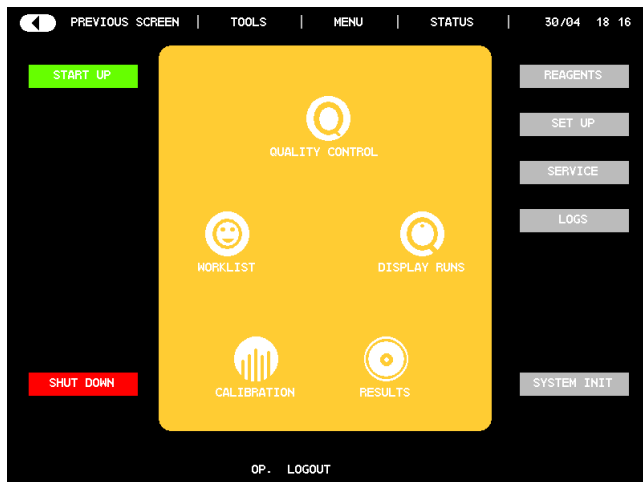 PREVIOUS SCREEN | TOOLS | MENU | STATUS | 30/04 18 16
START UP
REAGENTS
SET UP
QUALITY CONTROL
SERVICE
LOGS
WORKLIST
DISPLAY RUNS
SHUT DOWN
CALIBRATION
RESULTS
SYSTEM INIT
OP. LOGOUT